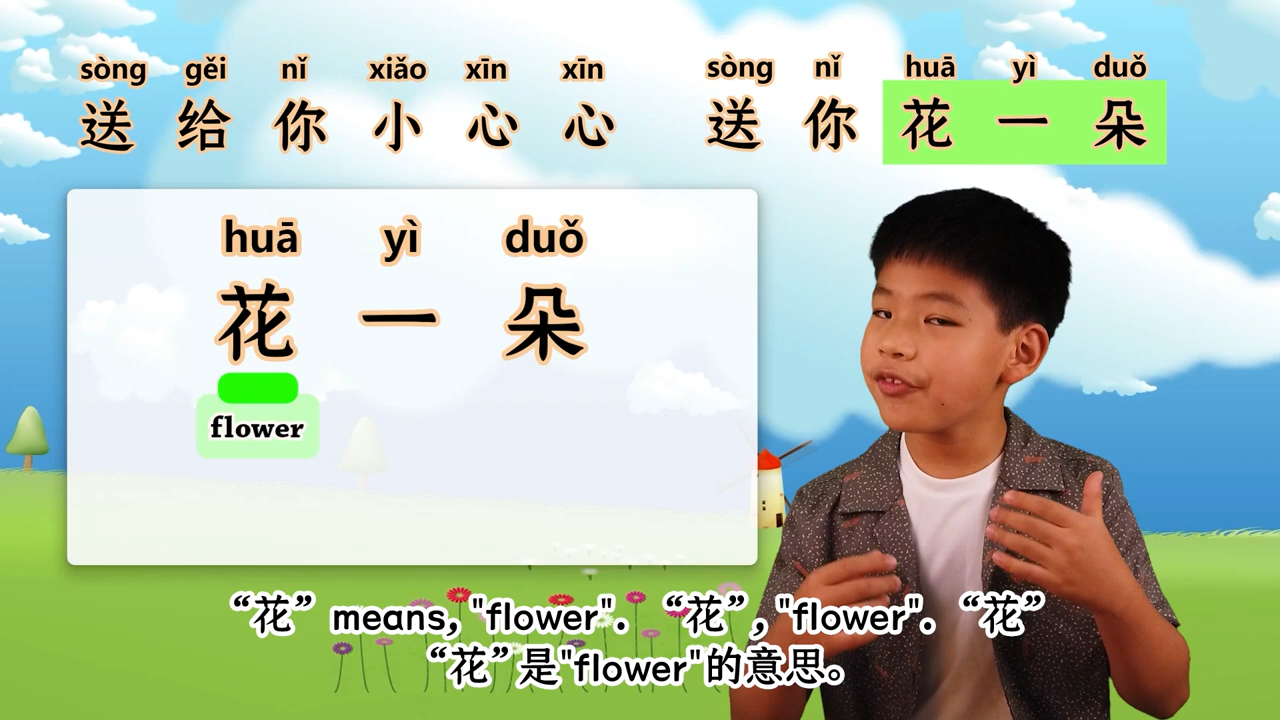 sòng gěi nǐ xiǎo xīn xīn sòng nǐ huā yì duǒ
送给你小心心 送你花一朵
huā yì duǒ
花一朵
flower
“花” means, "flower". “花”, "flower". “花”
“花”是"flower"的意思。